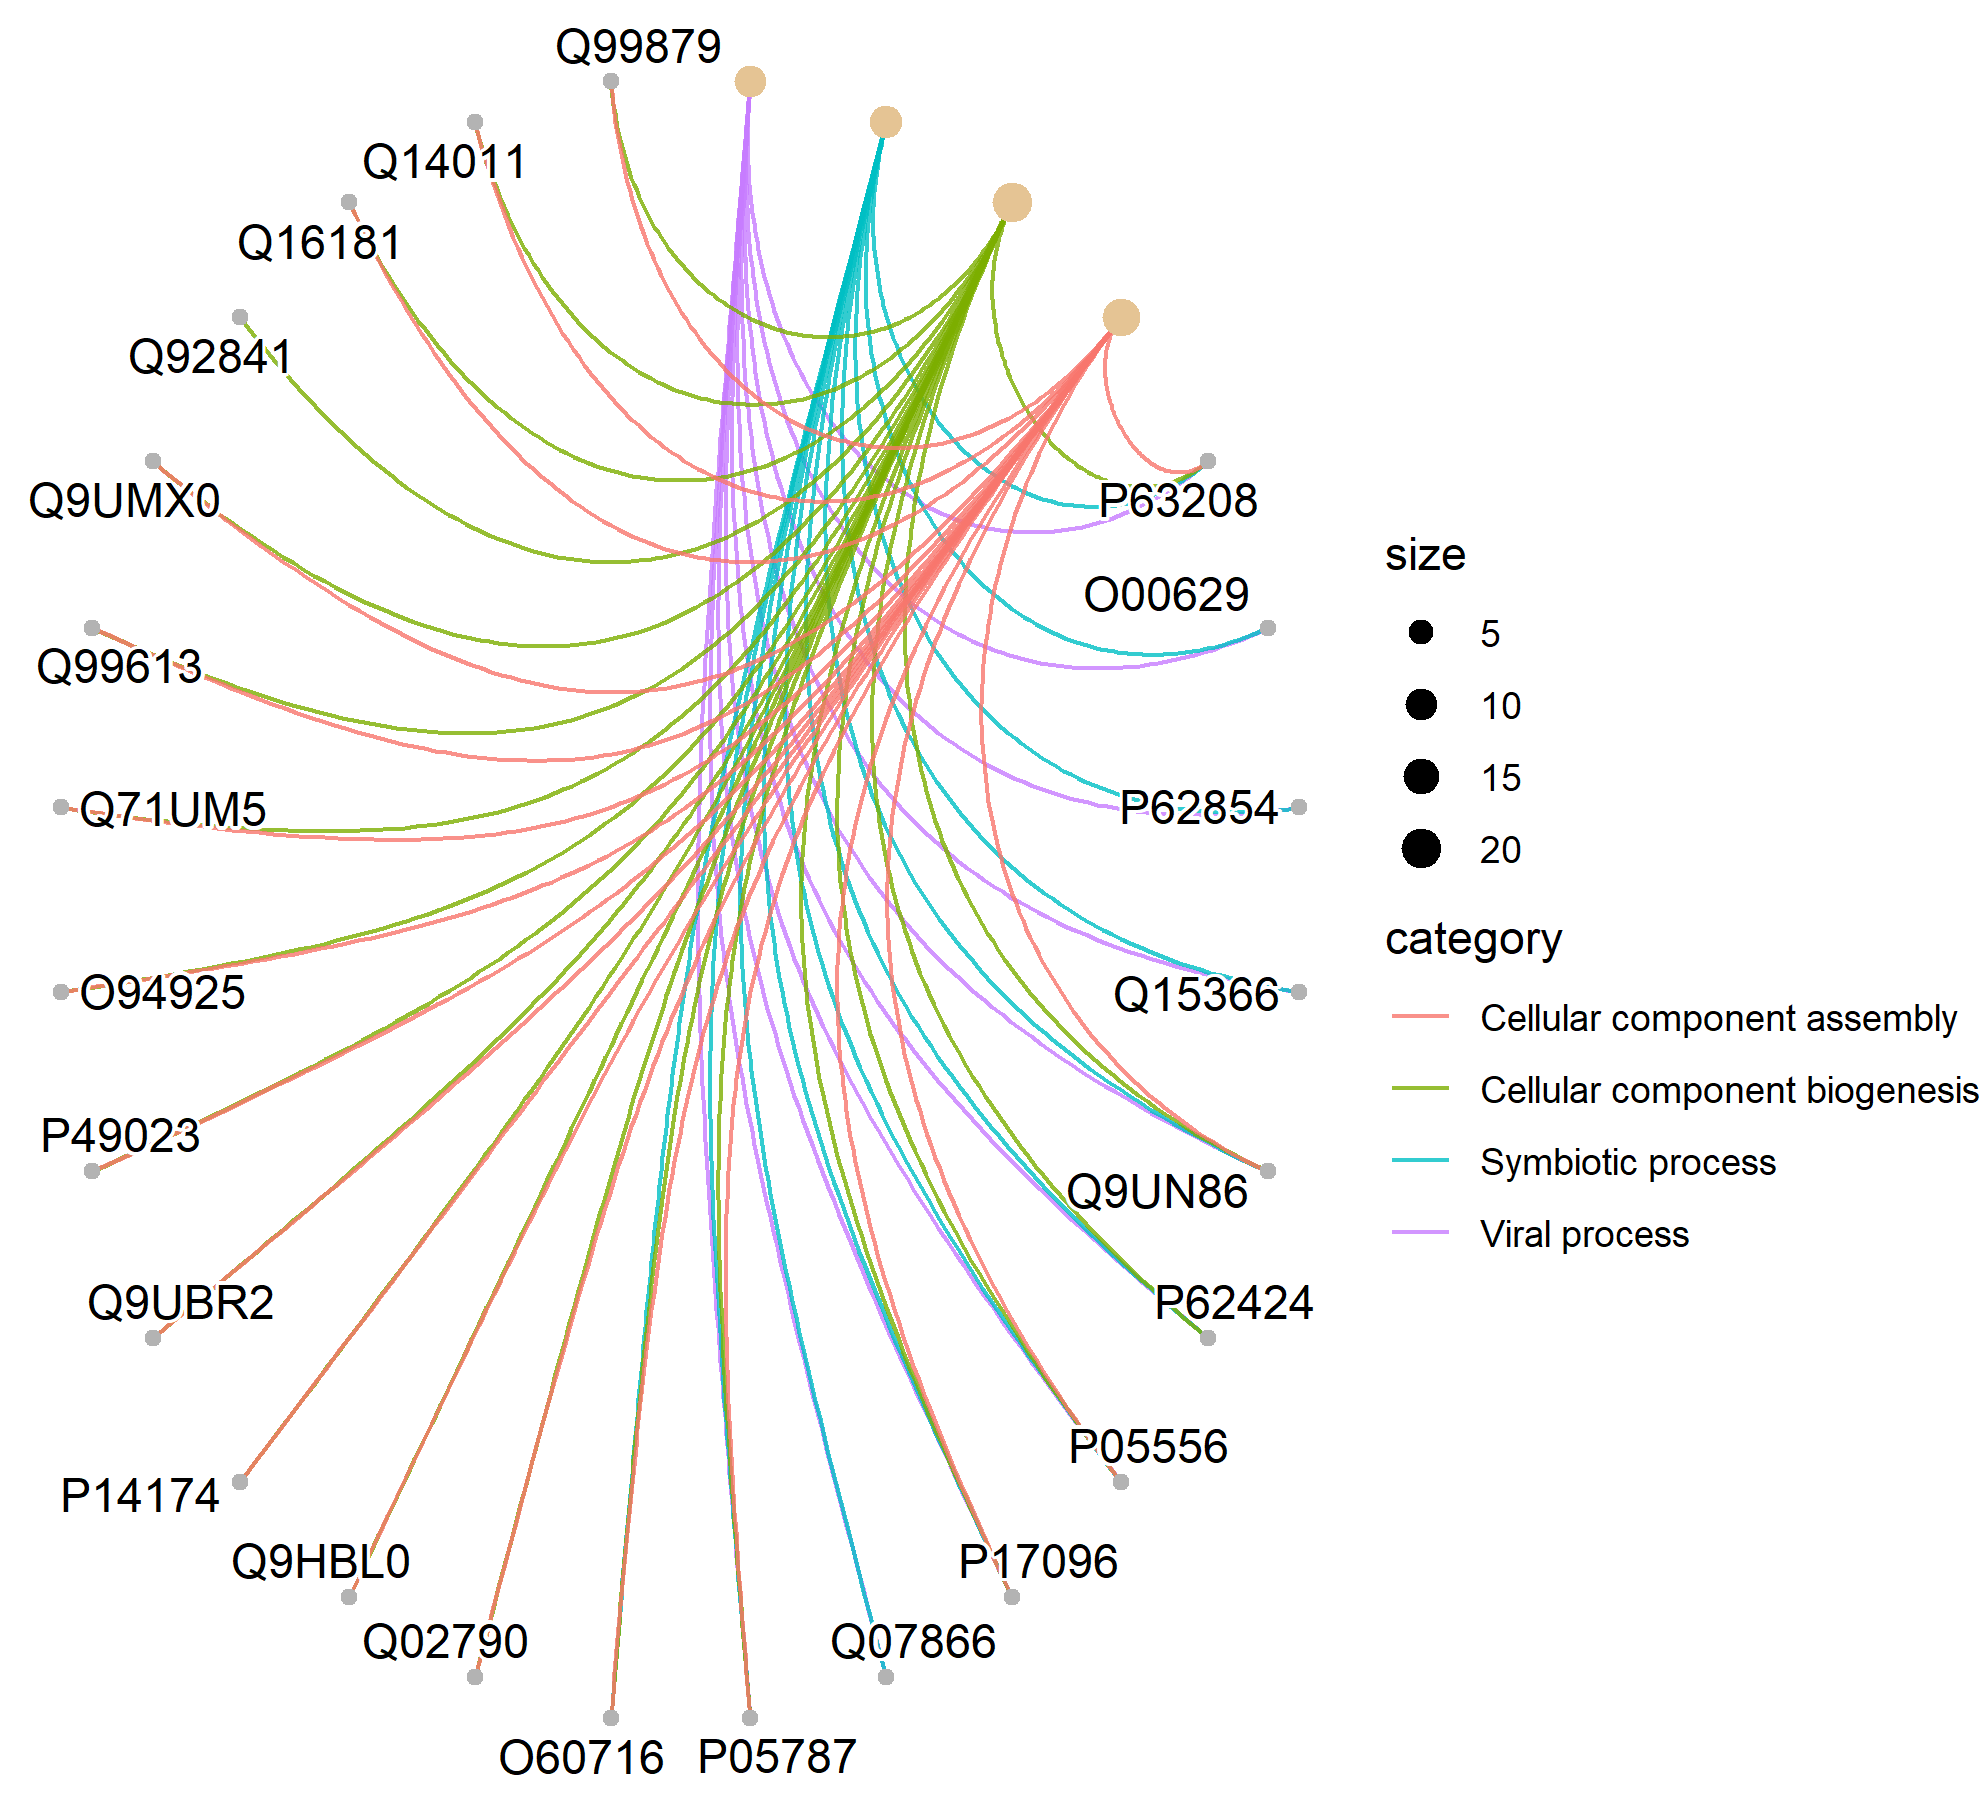 Q99879
Q14011
Q16181
Q92841
Q9UMX0
P63208
O00629
Q99613
Q71UM5
P62854
O94925
Q15366
P49023
Q9UN86
Q9UBR2
P62424
P14174
P05556
Q9HBL0
P17096
Q02790
Q07866
O60716
P05787
size
5
10
15
20
category
Cellular component assembly
Cellular component biogenesis
Symbiotic process
Viral process